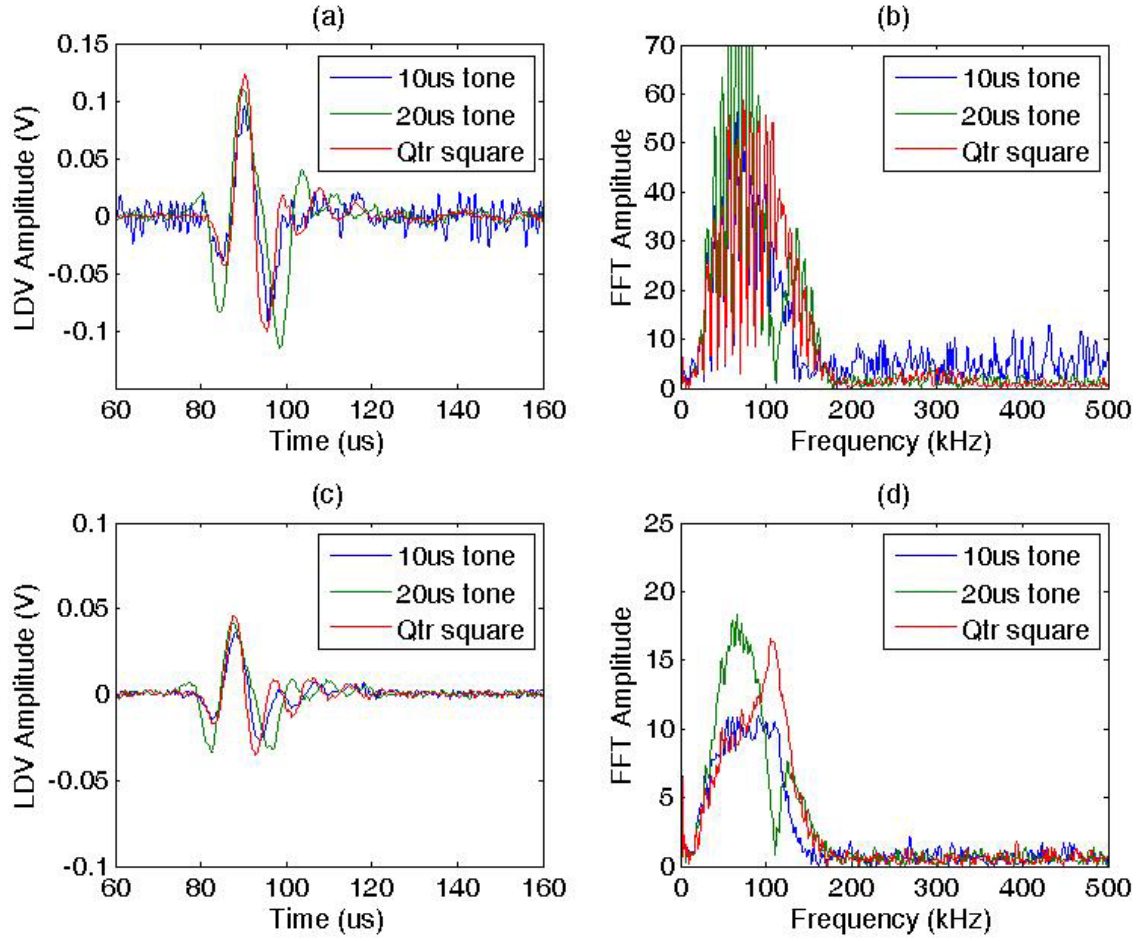 (a)
0.15
0.1
0.05
0
-0.05
-0.1
60
80
100
120
140
160
LDV Amplitude (V)
Time (us)
10us tone
20us tone
Qtr square
(b)
70
60
50
40
30
20
10
0
0
100
200
300
400
500
FFT Amplitude
Frequency (kHz)
10us tone
20us tone
Qtr square
(c)
0.1
0.05
0
-0.05
-0.1
60
80
100
120
140
160
LDV Amplitude (V)
Time (us)
10us tone
20us tone
Qtr square
(d)
25
20
15
10
5
0
0
100
200
300
400
500
FFT Amplitude
Frequency (kHz)
10us tone
20us tone
Qtr square